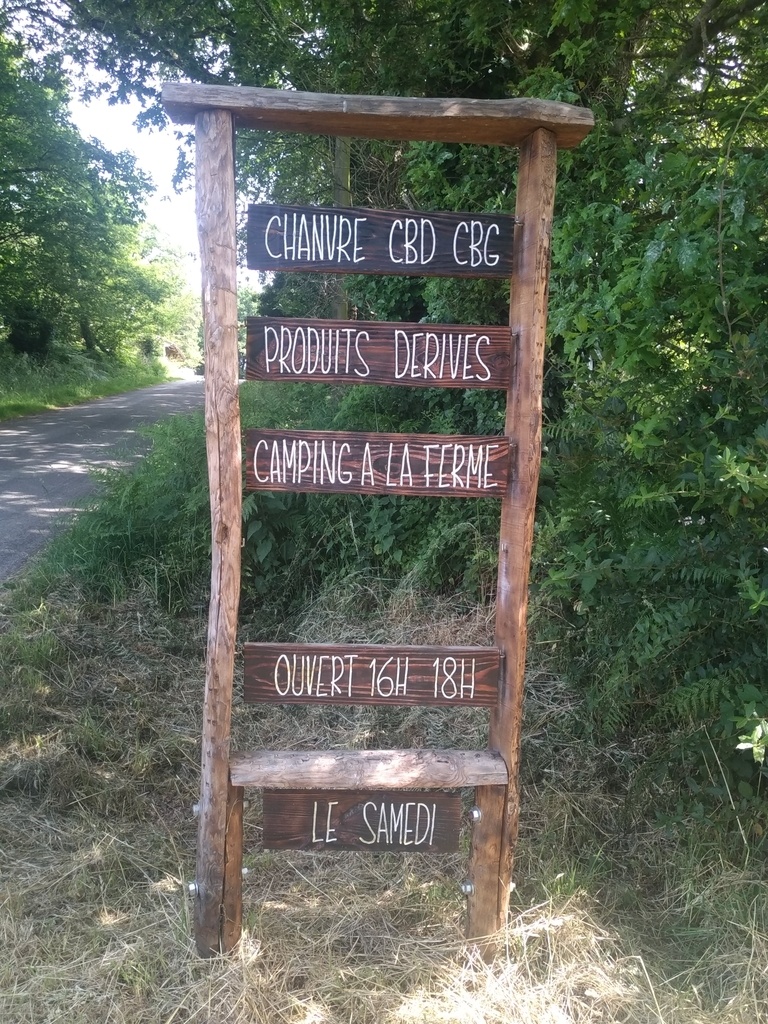 CHANVRE CBD CBG
PRODUITS DERIVES
CAMPING A LA FERME
OUVERT 16H 18H
LE SAMEDI